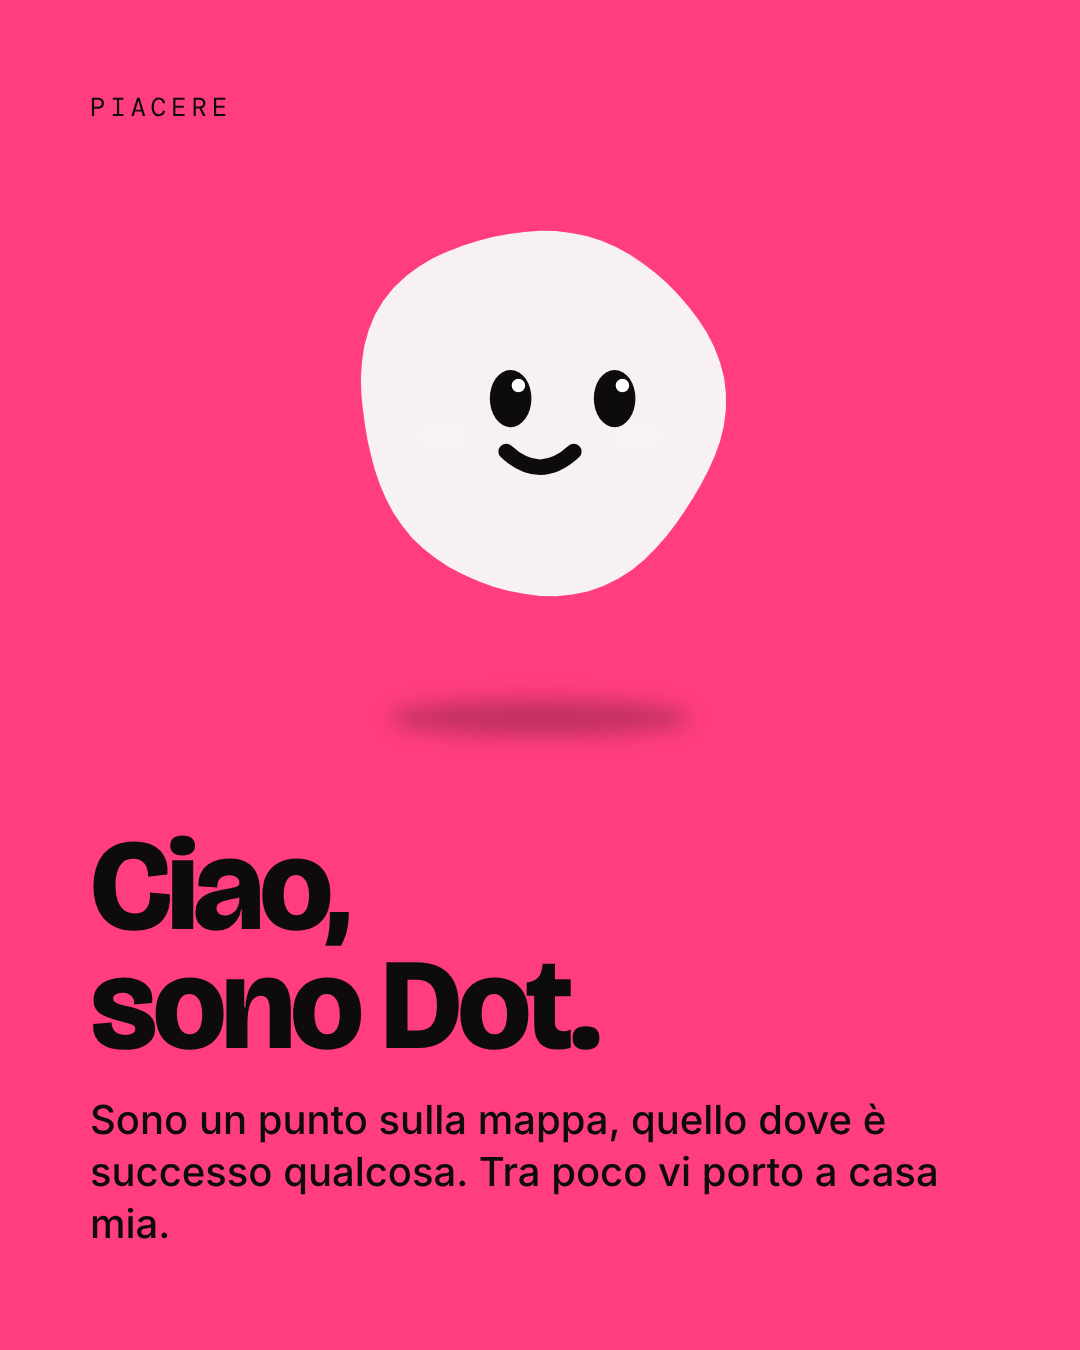 PIACERE
Ciao,
sono Dot.
Sono un punto sulla mappa, quello dove è
successo qualcosa. Tra poco vi porto a casa
mia.